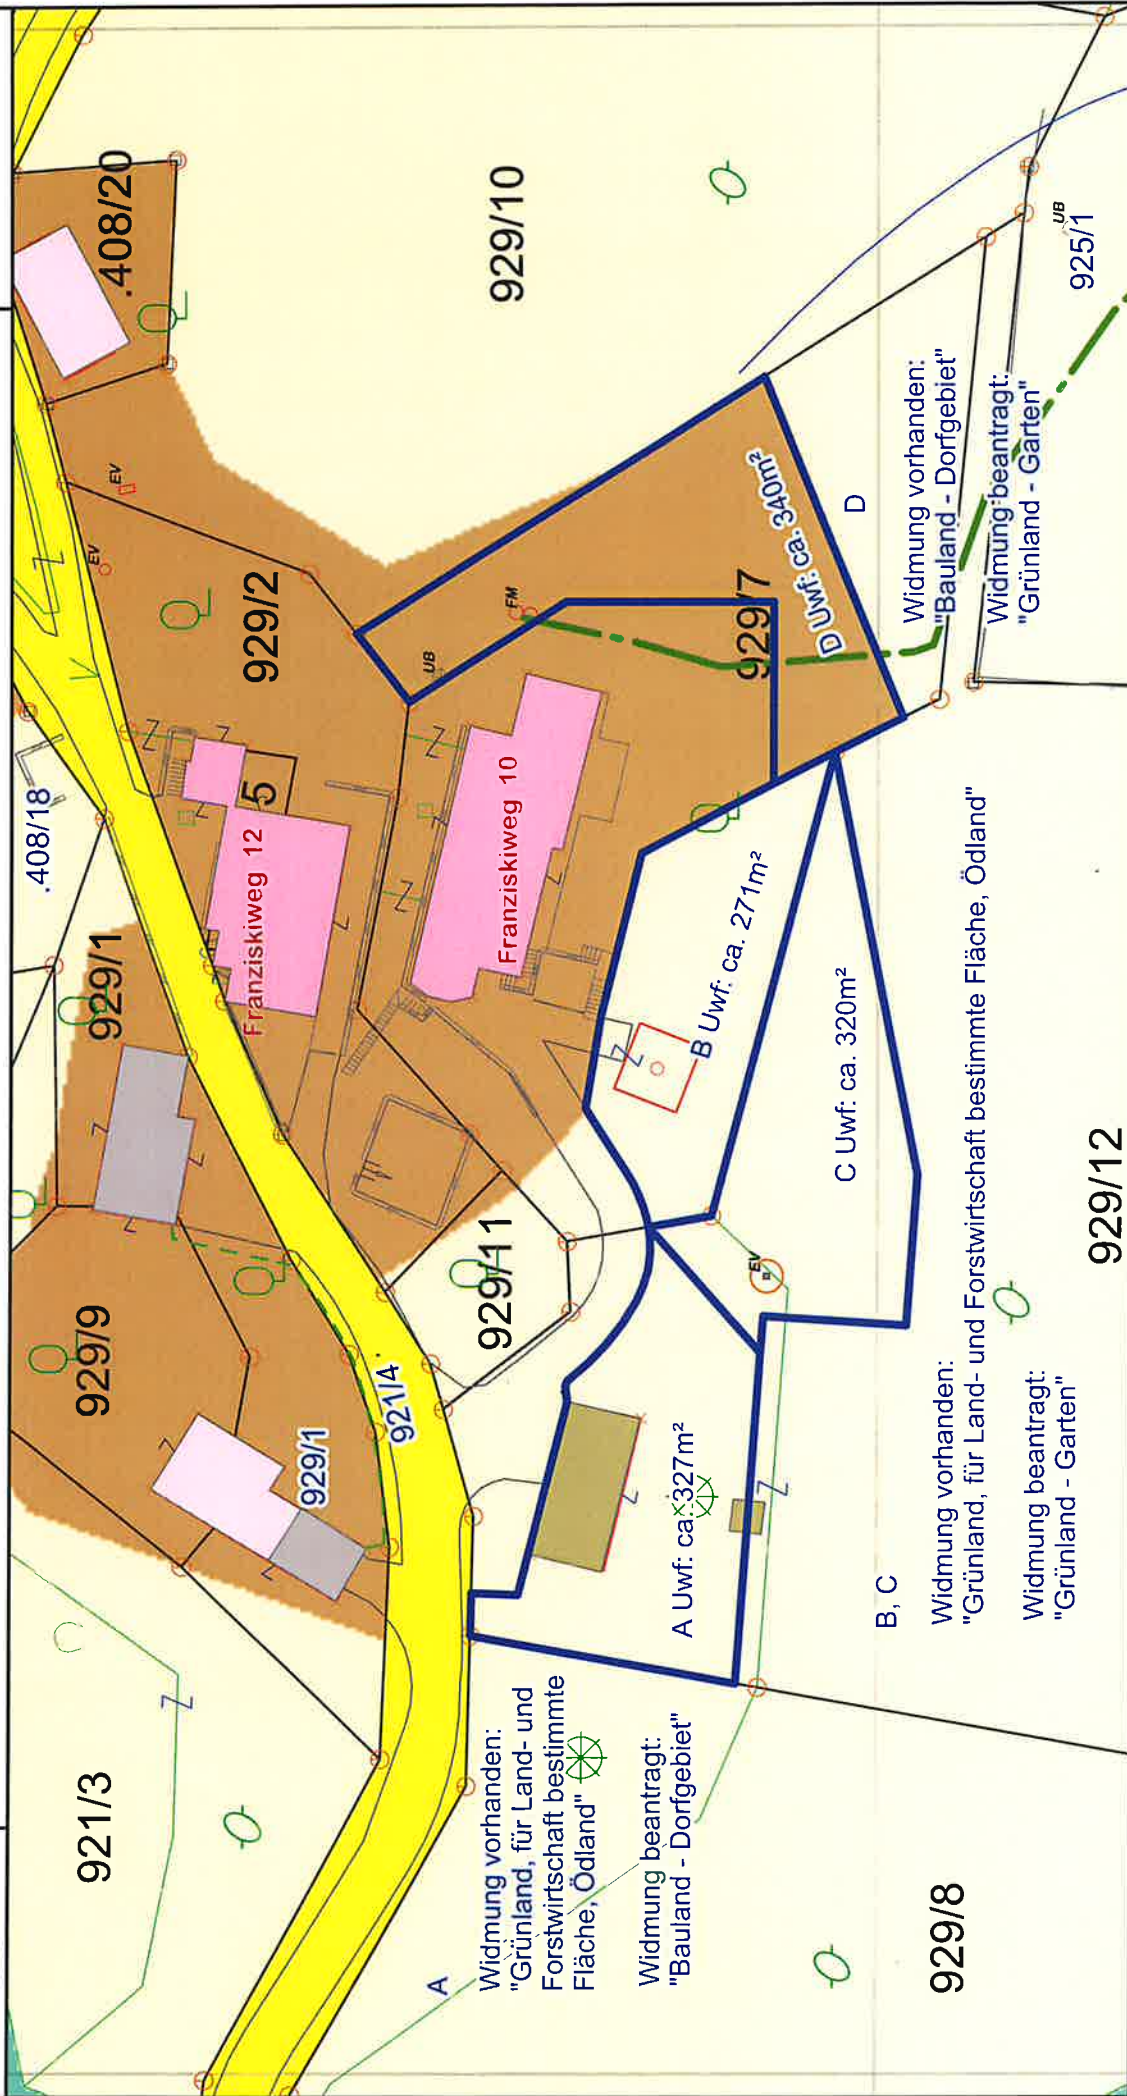 921/3
929/9
929/1
.408/18
.408/20
929/1
921/4
Franziskiweg 12
5
929/2
EV
EV
929/10
929/11
Franziskiweg 10
UB
FM
929/7
D Uwf: ca. 340m²
A
Widmung vorhanden:
"Grünland, für Land- und
Forstwirtschaft bestimmte
Fläche, Ödland"
Widmung beantragt:
"Bauland - Dorfgebiet"
A Uwf: ca. 327m²
B Uwf: ca. 271m²
EV
C Uwf: ca. 320m²
D
Widmung vorhanden:
"Bauland - Dorfgebiet"
Widmung beantragt:
"Grünland - Garten"
UB
925/1
B, C
Widmung vorhanden:
"Grünland, für Land- und Forstwirtschaft bestimmte Fläche, Ödland"
Widmung beantragt:
"Grünland - Garten"
929/8
929/12